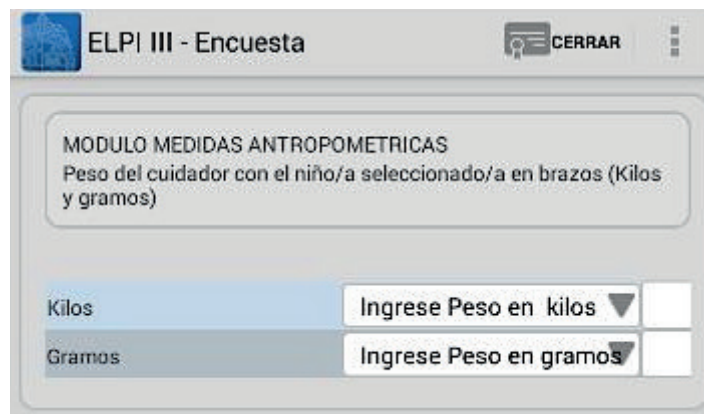 ELPI III - Encuesta
CERRAR
MODULO MEDIDAS ANTROPOMETRICAS
Peso del cuidador con el niño/a seleccionado/a en brazos (Kilos
y gramos)
Kilos
Ingrese Peso en kilos
Gramos
Ingrese Peso en gramos